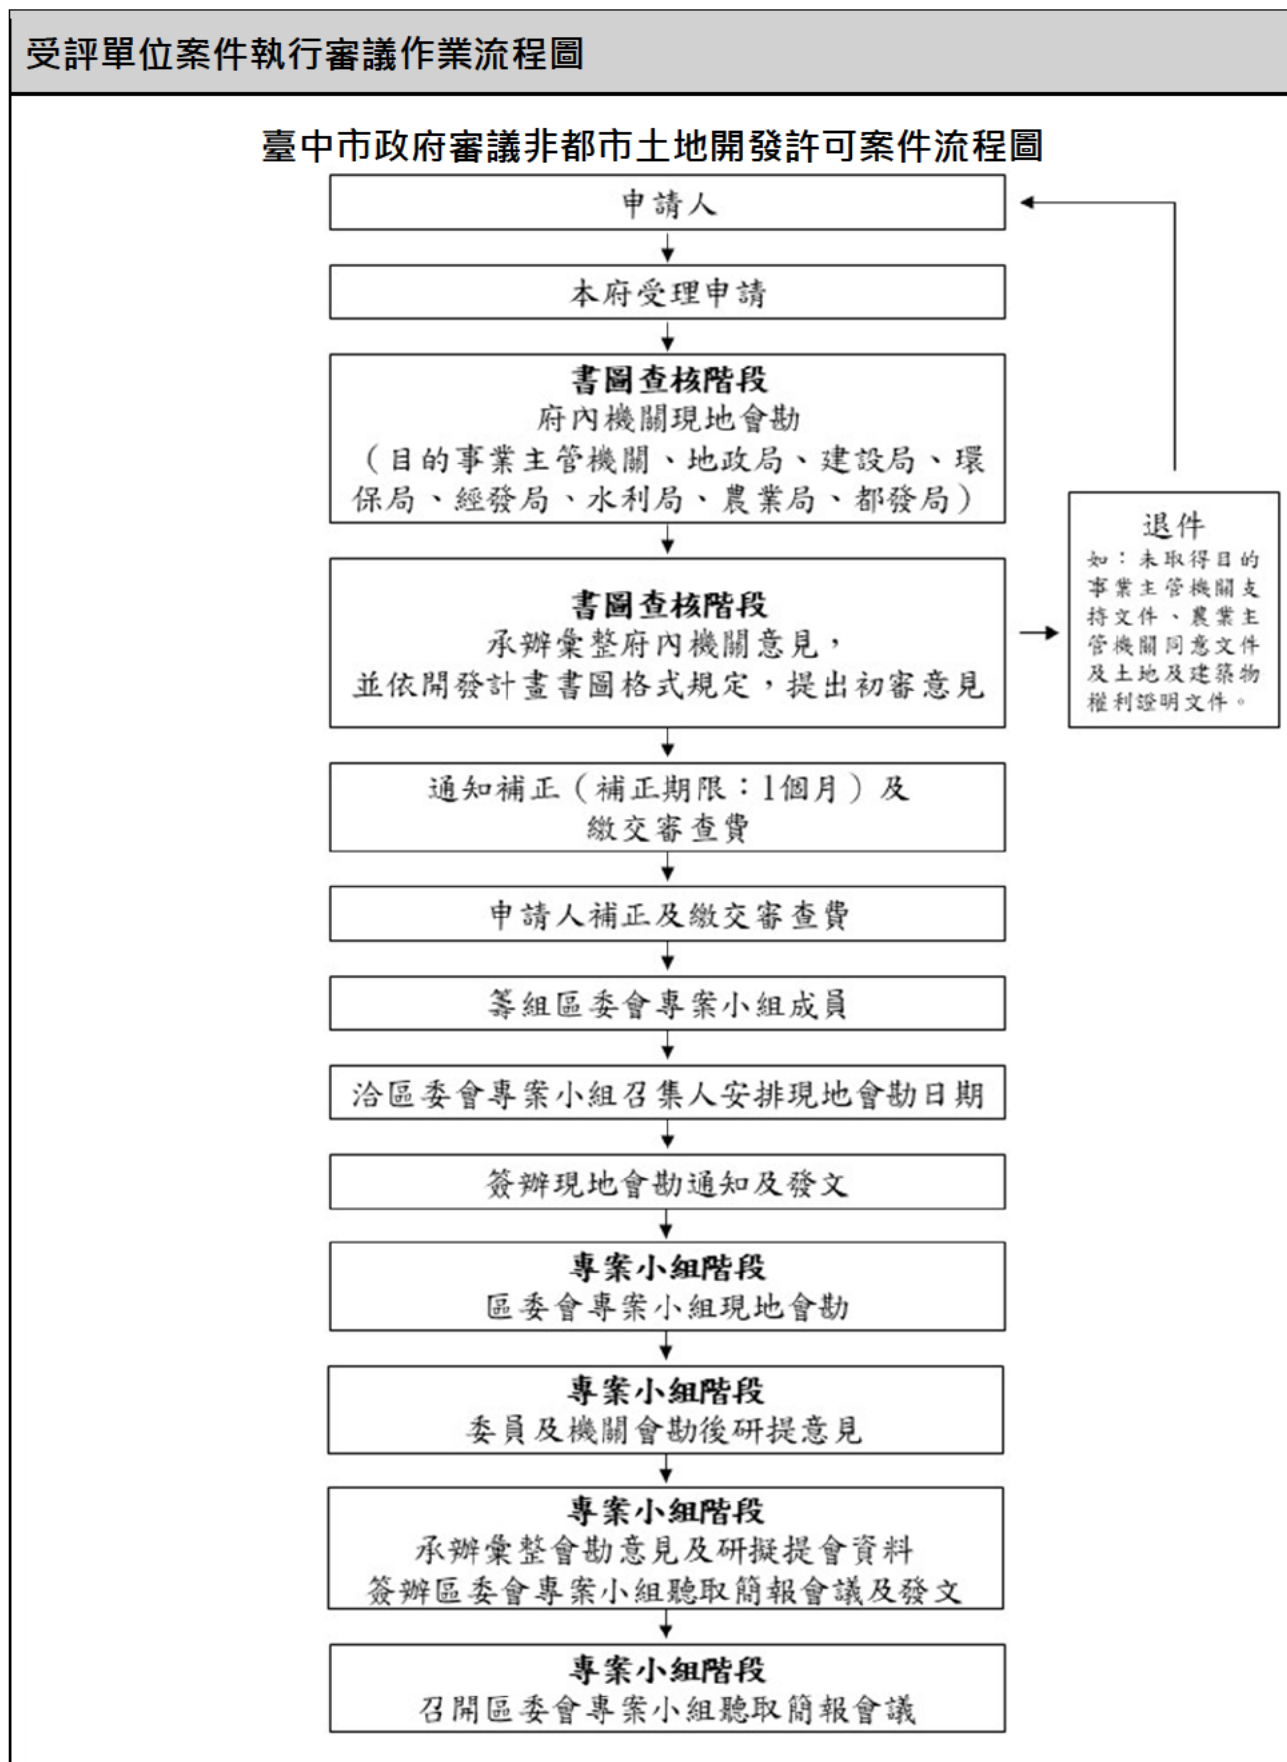 受評單位案件執行審議作業流程圖
臺中市政府審議非都市土地開發許可案件流程圖
申請人
本府受理申請
書圖查核階段
府內機關現地會勘
（目的事業主管機關、地政局、建設局、環
保局、經發局、水利局、農業局、都發局）
書圖查核階段
承辦彙整府內機關意見，
並依開發計畫書圖格式規定，提出初審意見
退件
如：未取得目的
事業主管機關支
持文件、農業主
管機關同意文件
及土地及建築物
權利證明文件。
通知補正（補正期限：1個月）及
繳交審查費
申請人補正及繳交審查費
籌組區委會專案小組成員
洽區委會專案小組召集人安排現地會勘日期
簽辦現地會勘通知及發文
專案小組階段
區委會專案小組現地會勘
專案小組階段
委員及機關會勘後研提意見
專案小組階段
承辦彙整會勘意見及研擬提會資料
簽辦區委會專案小組聽取簡報會議及發文
專案小組階段
召開區委會專案小組聽取簡報會議